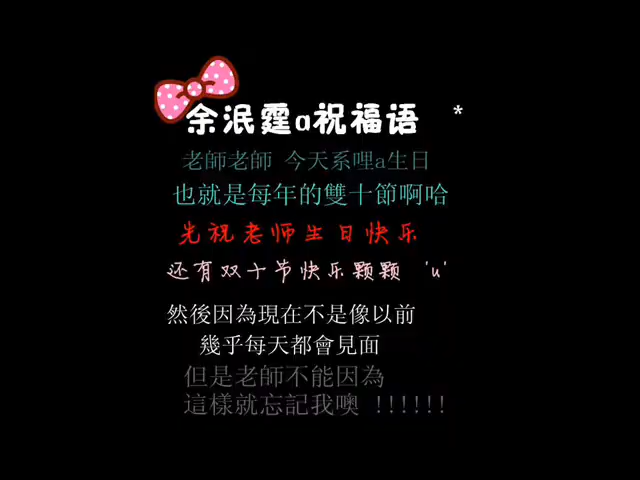 余泯霆a祝福语 *
老師老師 今天系哩a生日
也就是每年的雙十節啊哈
先祝老师生日快乐
还有双十节快乐颗颗 'u'
然後因為現在不是像以前
幾乎每天都會見面
但是老師不能因為
這樣就忘記我噢 !!!!!!